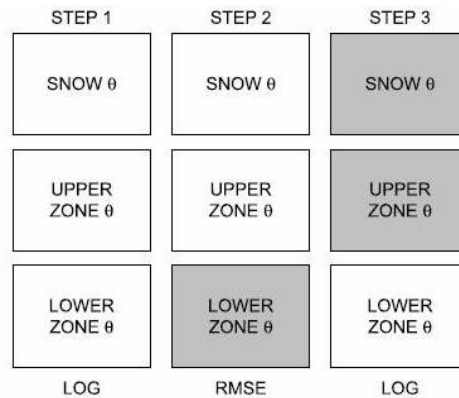 STEP 1 STEP 2 STEP 3
SNOW θ SNOW θ SNOW θ
UPPER ZONE θ UPPER ZONE θ UPPER ZONE θ
LOWER ZONE θ LOWER ZONE θ LOWER ZONE θ
LOG RMSE LOG